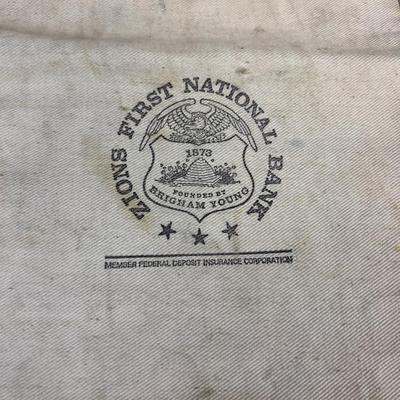 ZIONS FIRST NATIONAL BANK
1873
FOUNDED BY
BRIGHAM YOUNG
MEMBER FEDERAL DEPOSIT INSURANCE CORPORATION